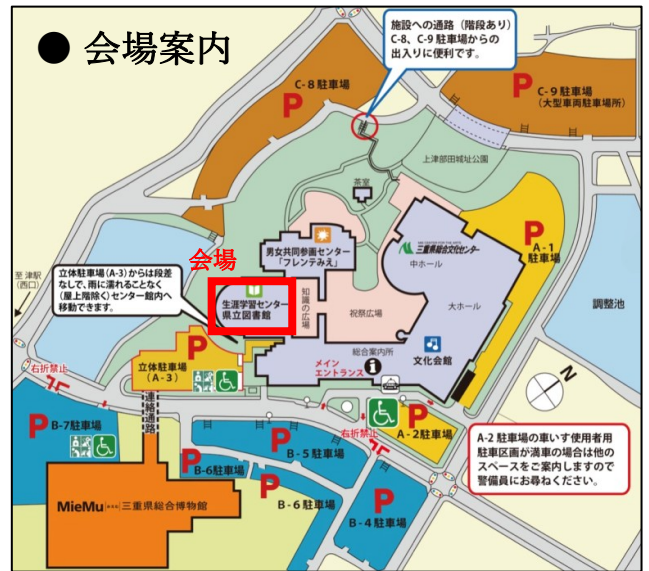 ● 会場案内
施設への通路（階段あり）
C-8、C-9 駐車場からの
出入りに便利です。
C-8 駐車場
P
P
C-9 駐車場
(大型車両駐車場所)
上津部田城址公園
茶室
P
A-1
駐車場
男女共同参画センター
「フレンテみえ」
三重県総合文化センター
中ホール
大ホール
会場
至 津駅
(西口)
立体駐車場(A-3)からは段差
なしで、雨に濡れることなく
(屋上階除く)センター館内へ
移動できます。
生涯学習センター
県立図書館
知識の広場
祝祭広場
調整池
文化会館
総合案内所
メイン
エントランス
P
立体駐車場
(A-3)
右折禁止
連絡通路
P
B-7駐車場
P
B-5駐車場
P
B-6駐車場
P
B-6駐車場
右折禁止
P
A-2駐車場
P
B-4駐車場
N
A-2 駐車場の車いす使用者用
駐車区画が満車の場合は他の
スペースをご案内しますので
警備員にお尋ねください。
MieMu 三重県総合博物館